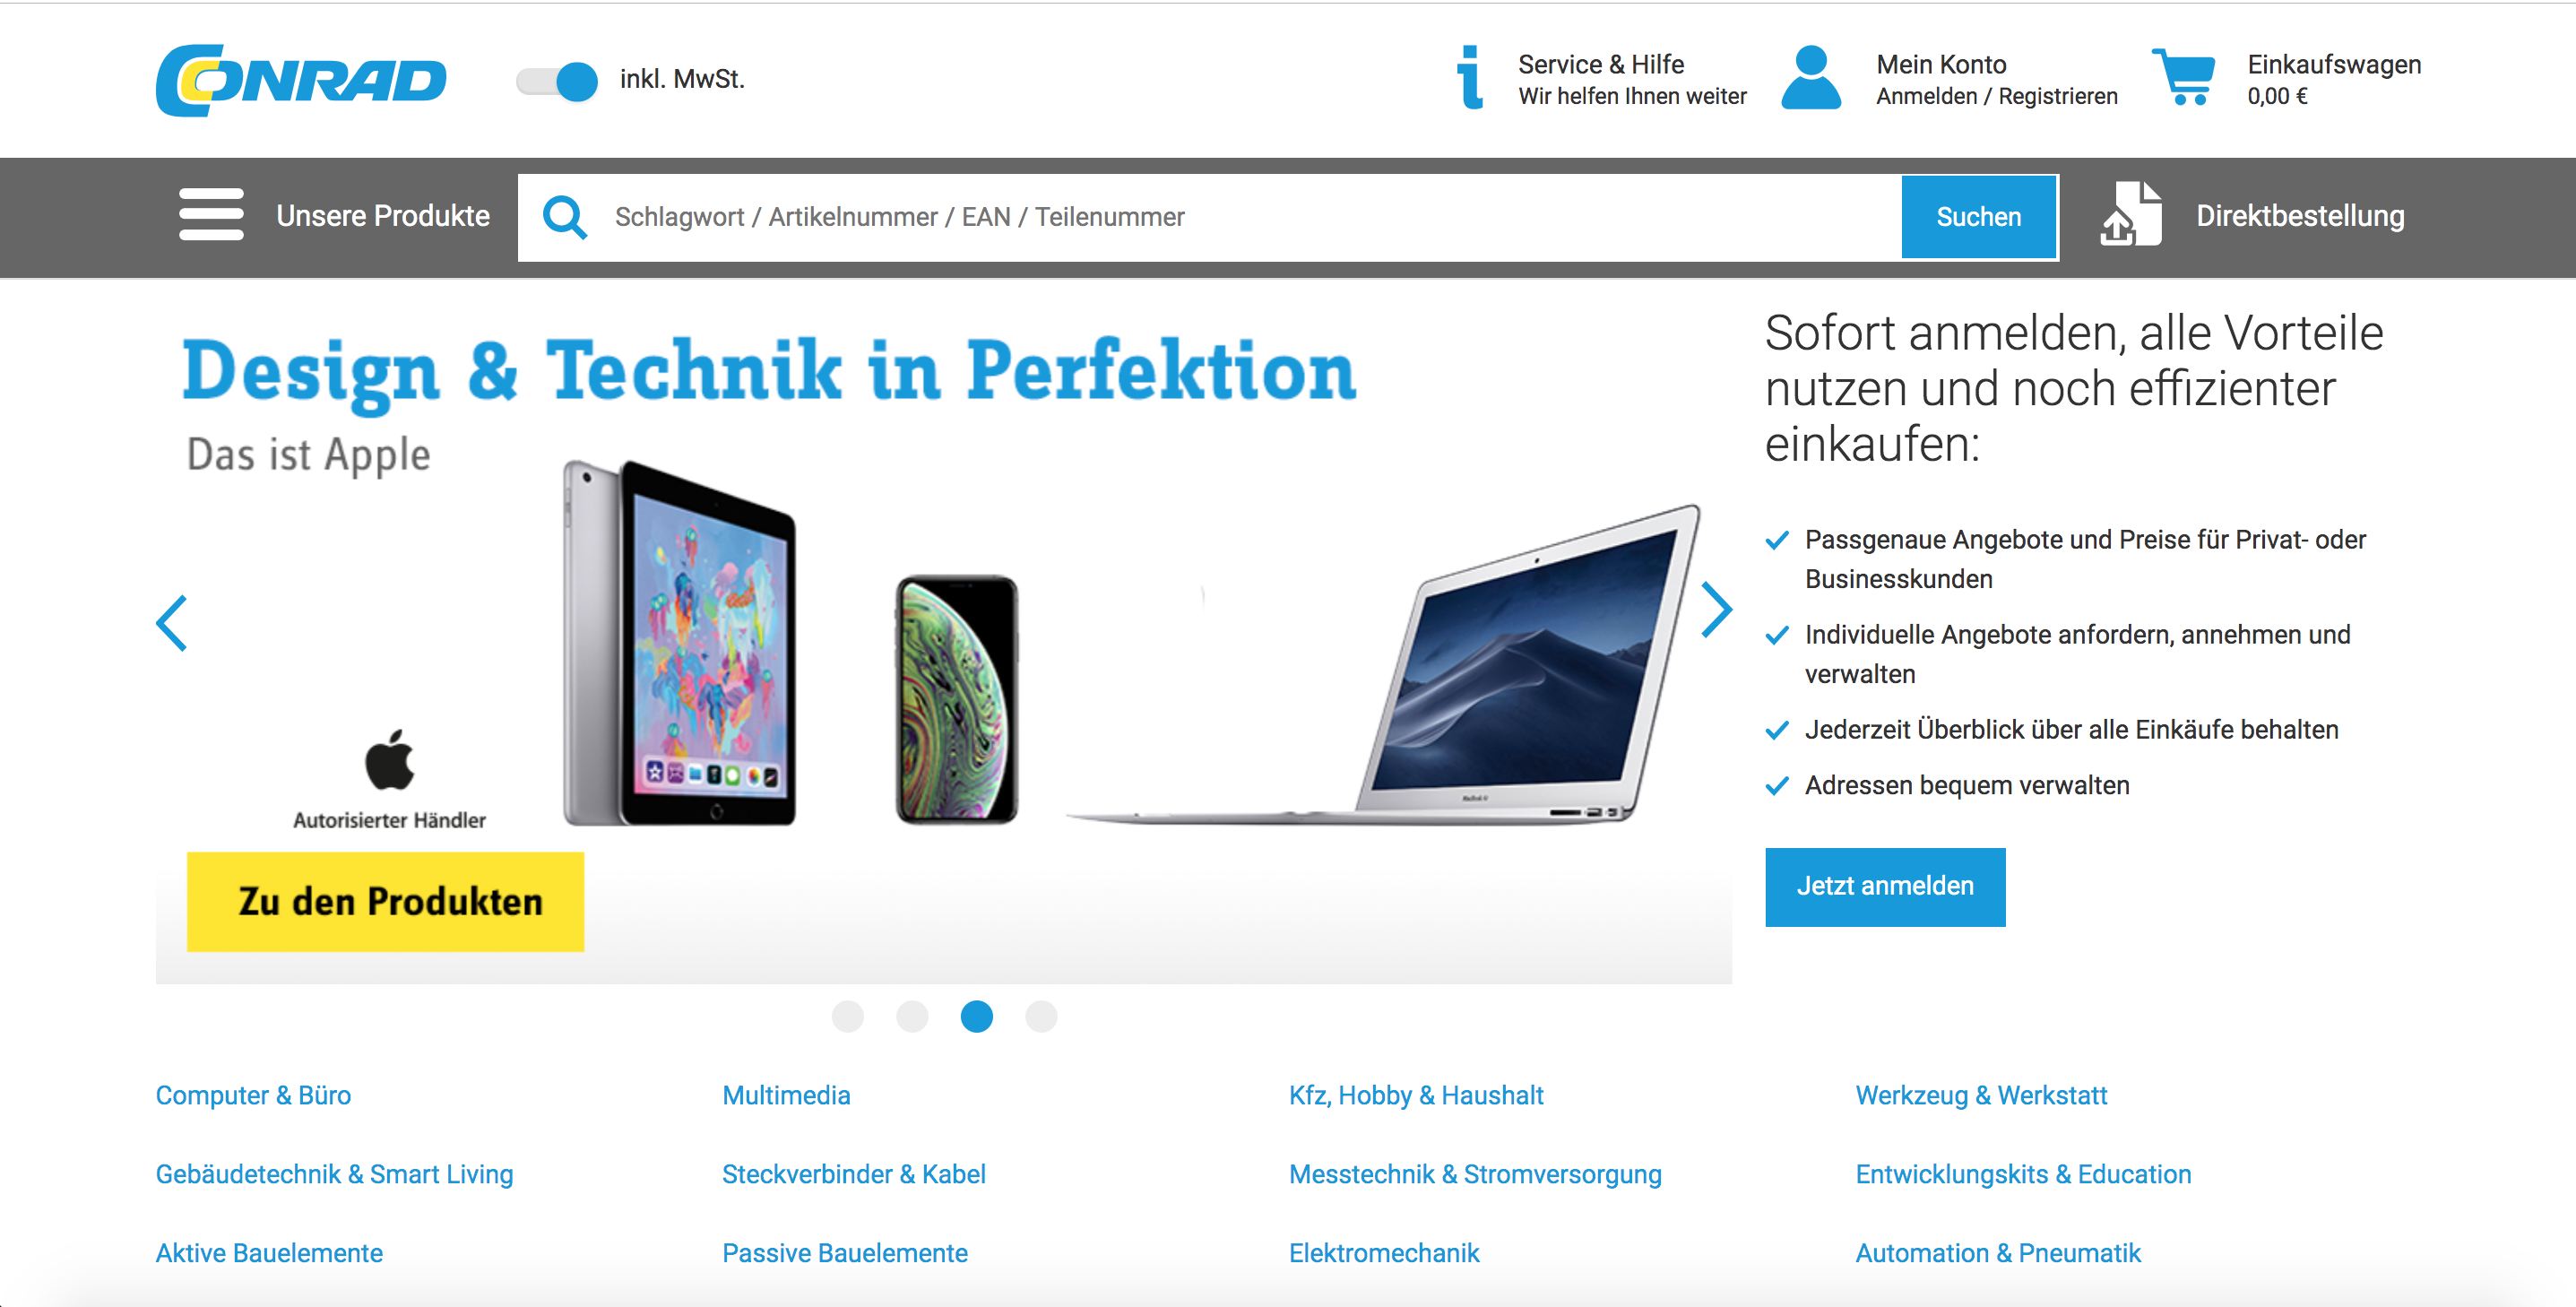 CONRAD
inkl. MwSt.
Service & Hilfe
Wir helfen Ihnen weiter
Mein Konto
Anmelden / Registrieren
Einkaufswagen
0,00 €
Unsere Produkte
Schlagwort / Artikelnummer / EAN / Teilenummer
Suchen
Direktbestellung
Design & Technik in Perfektion
Das ist Apple
Autorisierter Händler
Zu den Produkten
Sofort anmelden, alle Vorteile
nutzen und noch effizienter
einkaufen:
Passgenaue Angebote und Preise für Privat- oder
Businesskunden
Individuelle Angebote anfordern, annehmen und
verwalten
Jederzeit Überblick über alle Einkäufe behalten
Adressen bequem verwalten
Jetzt anmelden
Computer & Büro
Multimedia
Kfz, Hobby & Haushalt
Werkzeug & Werkstatt
Gebäudetechnik & Smart Living
Steckverbinder & Kabel
Messtechnik & Stromversorgung
Entwicklungskits & Education
Aktive Bauelemente
Passive Bauelemente
Elektromechanik
Automation & Pneumatik